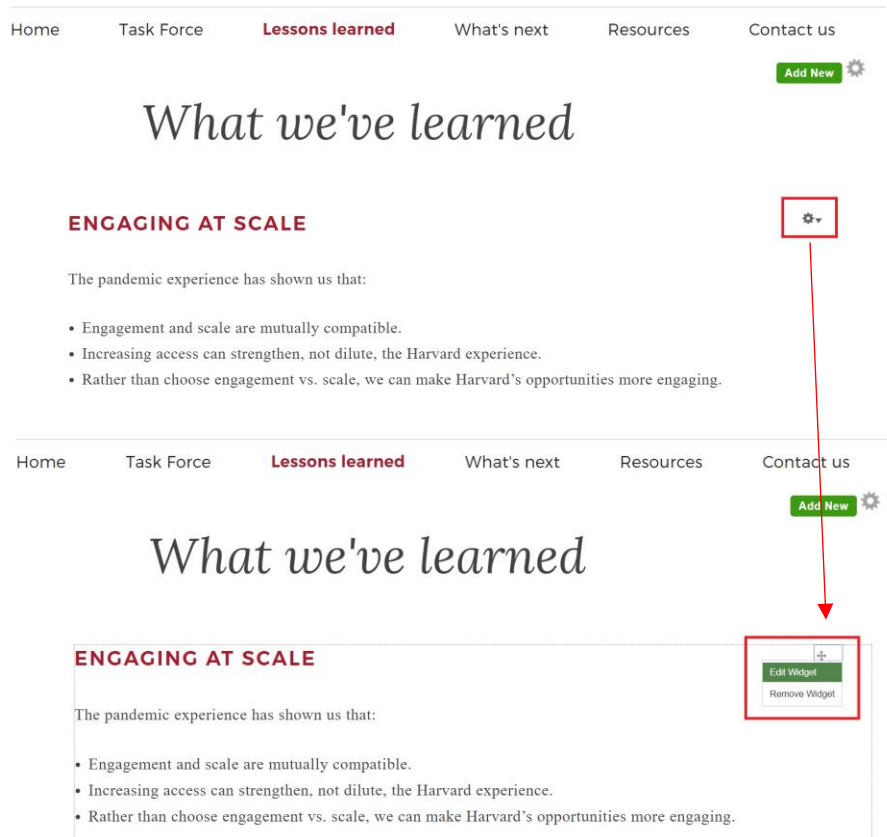 Home Task Force Lessons learned What's next Resources Contact us
Add New
What we've learned
ENGAGING AT SCALE
The pandemic experience has shown us that:
• Engagement and scale are mutually compatible.
• Increasing access can strengthen, not dilute, the Harvard experience.
• Rather than choose engagement vs. scale, we can make Harvard’s opportunities more engaging.
Home Task Force Lessons learned What's next Resources Contact us
Add New
What we've learned
ENGAGING AT SCALE
Edit Widget
Remove Widget
The pandemic experience has shown us that:
• Engagement and scale are mutually compatible.
• Increasing access can strengthen, not dilute, the Harvard experience.
• Rather than choose engagement vs. scale, we can make Harvard’s opportunities more engaging.